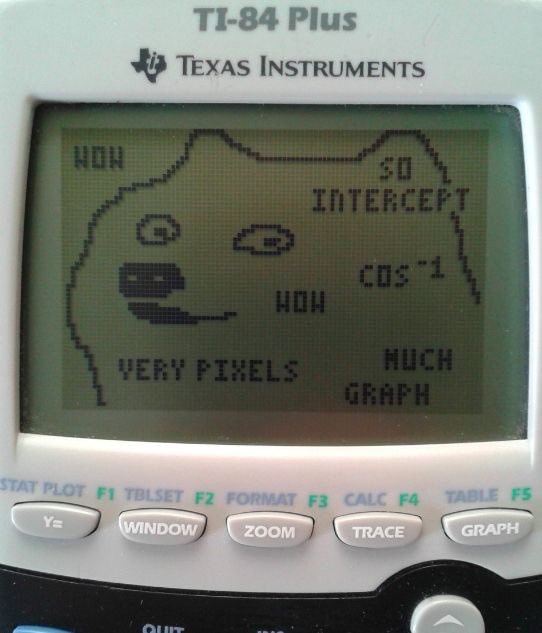 TI-84 Plus
TEXAS INSTRUMENTS
WOW
SO
INTERCEPT
COS⁻¹
WOW
VERY PIXELS
MUCH
GRAPH
STAT PLOT F1 TBLSET F2 FORMAT F3 CALC F4 TABLE F5
Y= WINDOW ZOOM TRACE GRAPH
QUIT